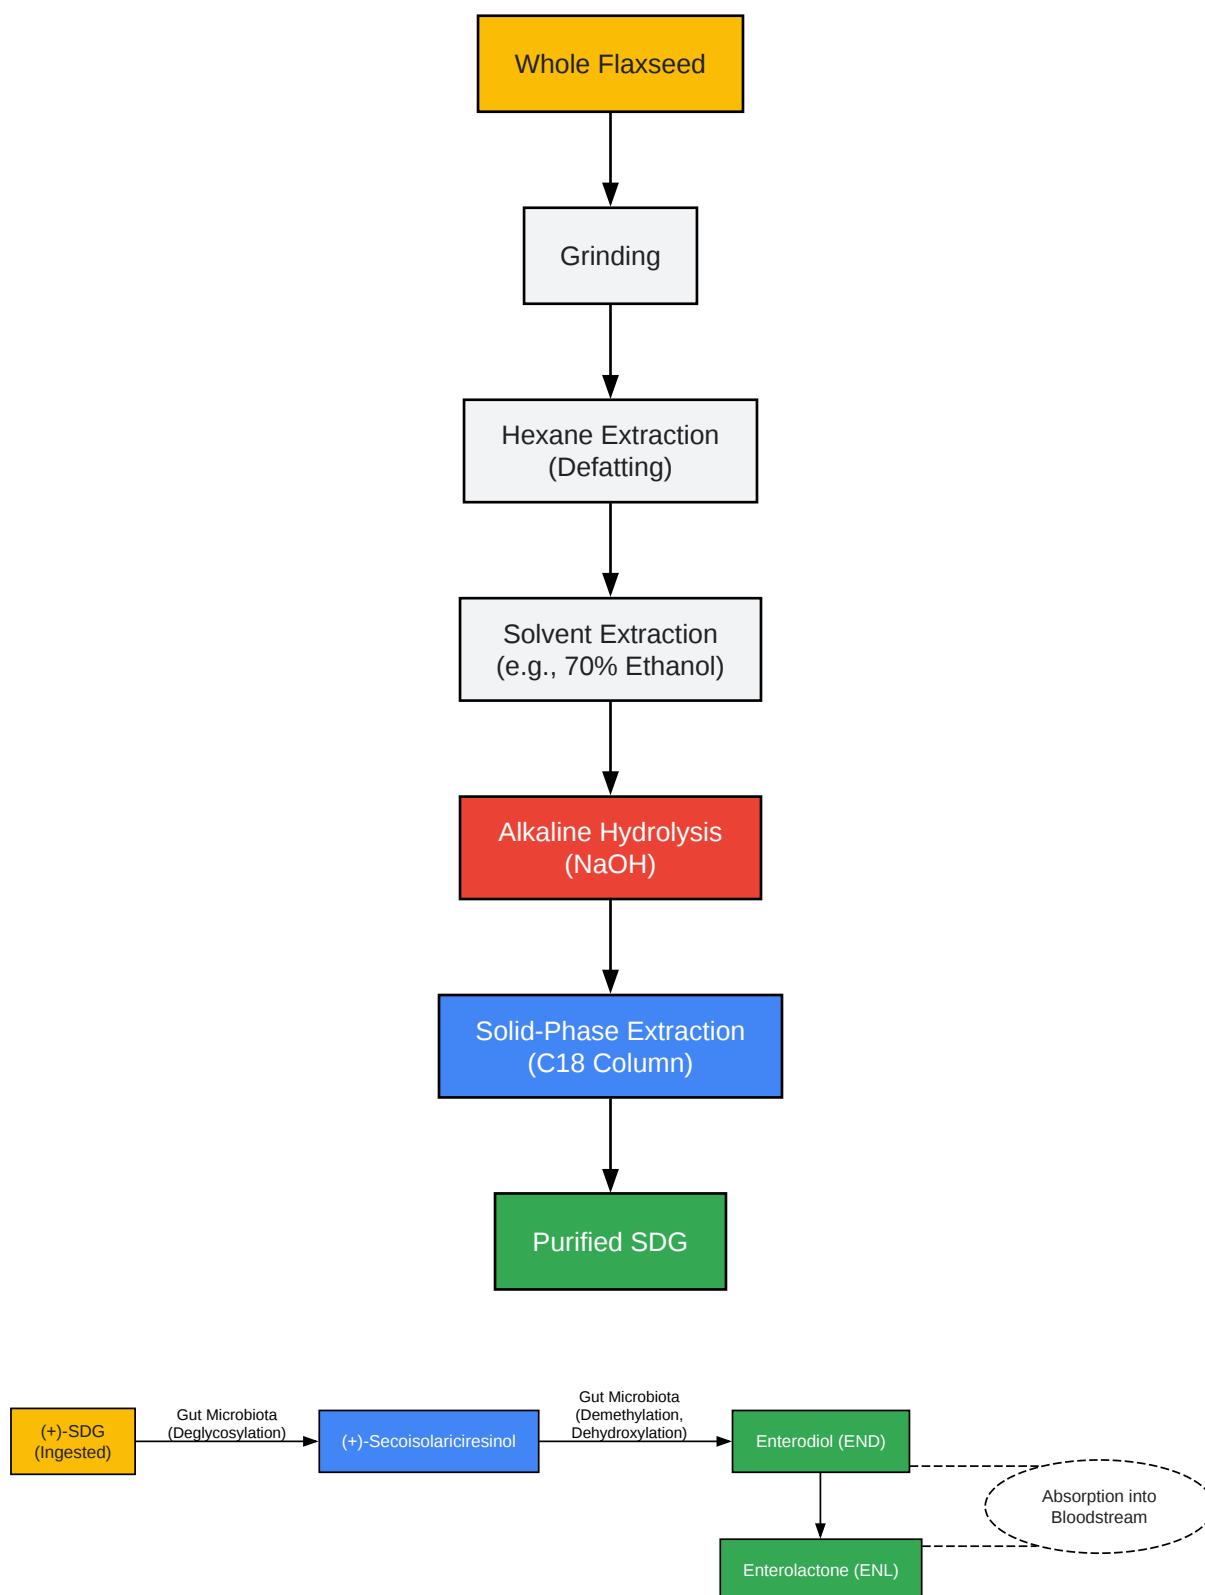 Whole Flaxseed
Grinding
Hexane Extraction
(Defatting)
Solvent Extraction
(e.g., 70% Ethanol)
Alkaline Hydrolysis
(NaOH)
Solid-Phase Extraction
(C18 Column)
Purified SDG
(+)-SDG
(Ingested)
Gut Microbiota
(Deglycosylation)
(+)-Secoisolariciresinol
Gut Microbiota
(Demethylation,
Dehydroxylation)
Enterodiol (END)
Absorption into
Bloodstream
Enterolactone (ENL)